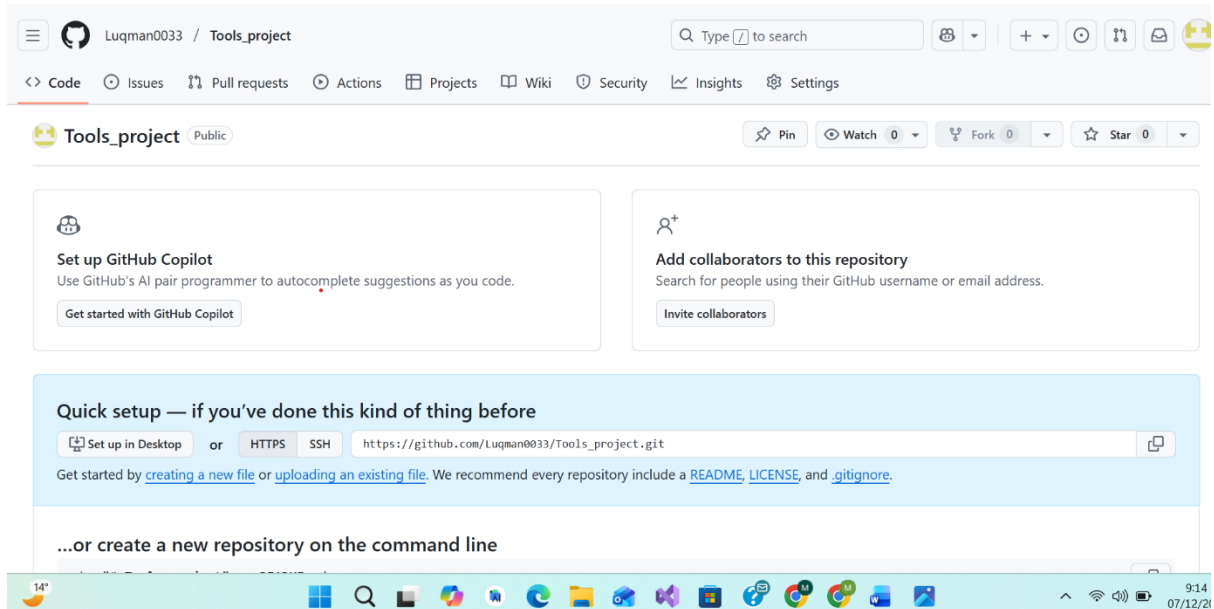 Luqman0033 / Tools_project
Type / to search
Code Issues Pull requests Actions Projects Wiki Security Insights Settings
Tools_project Public
Pin Watch 0 Fork 0 Star 0
Set up GitHub Copilot
Use GitHub's AI pair programmer to autocomplete suggestions as you code.
Get started with GitHub Copilot
Add collaborators to this repository
Search for people using their GitHub username or email address.
Invite collaborators
Quick setup — if you've done this kind of thing before
Set up in Desktop or HTTPS SSH https://github.com/Luqman0033/Tools_project.git
Get started by creating a new file or uploading an existing file. We recommend every repository include a README, LICENSE, and .gitignore.
...or create a new repository on the command line
14°
9:14
07/12/20